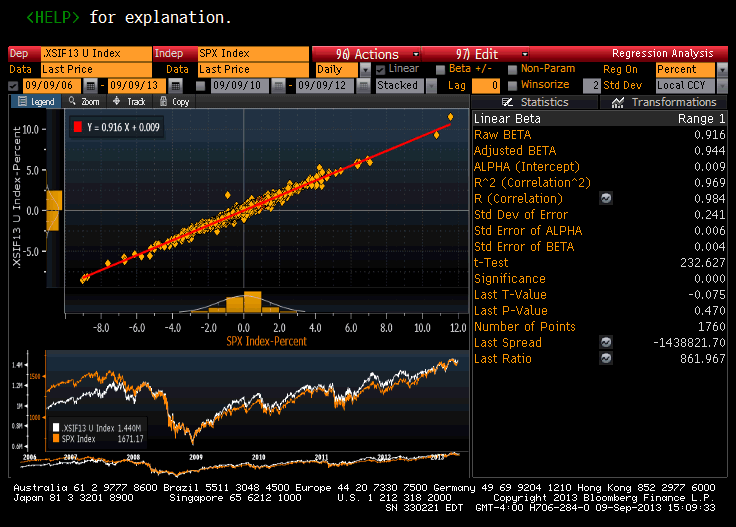 <HELP> for explanation.
Dep .XSIF13 U Index Indep SPX Index 96) Actions 97) Edit Regression Analysis
Data Last Price Data Last Price Daily Linear Beta +/- Non-Param Reg On Percent
09/09/06 - 09/09/13 09/09/10 - 09/09/12 Stacked Lag 0 Winsorize 2 Std Dev Local CCY
Legend Zoom Track Copy Statistics Transformations
Y = 0.916 X + 0.009
.XSIF13 U Index-Percent
10.0
5.0
0.0
-5.0
-8.0 -6.0 -4.0 -2.0 0.0 2.0 4.0 6.0 8.0 10.0 12.0
SPX Index-Percent
Linear Beta Range 1
Raw BETA 0.916
Adjusted BETA 0.944
ALPHA (Intercept) 0.009
R^2 (Correlation^2) 0.969
R (Correlation) 0.984
Std Dev of Error 0.241
Std Error of ALPHA 0.006
Std Error of BETA 0.004
t-Test 232.627
Significance 0.000
Last T-Value -0.075
Last P-Value 0.470
Number of Points 1760
Last Spread -1438821.70
Last Ratio 861.967
1.4M 1500
1.2M
1.0M 1000
0.8M
0.6M
.XSIF13 U Index 1.440M
SPX Index 1671.17
2006 2007 2008 2009 2010 2011 2012 2013
Australia 61 2 9777 8600 Brazil 5511 3048 4500 Europe 44 20 7330 7500 Germany 49 69 9204 1210 Hong Kong 852 2977 6000
Japan 81 3 3201 8900 Singapore 65 6212 1000 U.S. 1 212 318 2000 Copyright 2013 Bloomberg Finance L.P.
SN 330221 EDT GMT-4:00 H706-284-0 09-Sep-2013 15:09:33